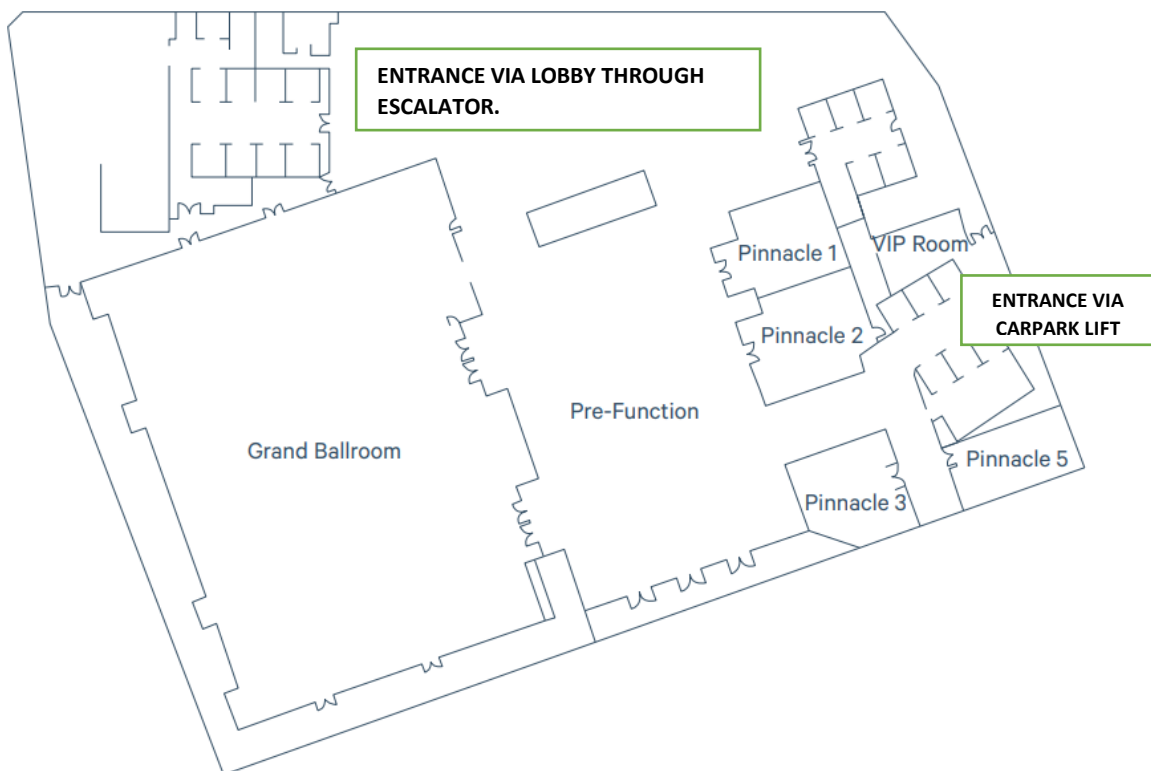 ENTRANCE VIA LOBBY THROUGH
ESCALATOR.
Pinnacle 1
VIP Room
ENTRANCE VIA
CARPARK LIFT
Pinnacle 2
Pre-Function
Grand Ballroom
Pinnacle 5
Pinnacle 3